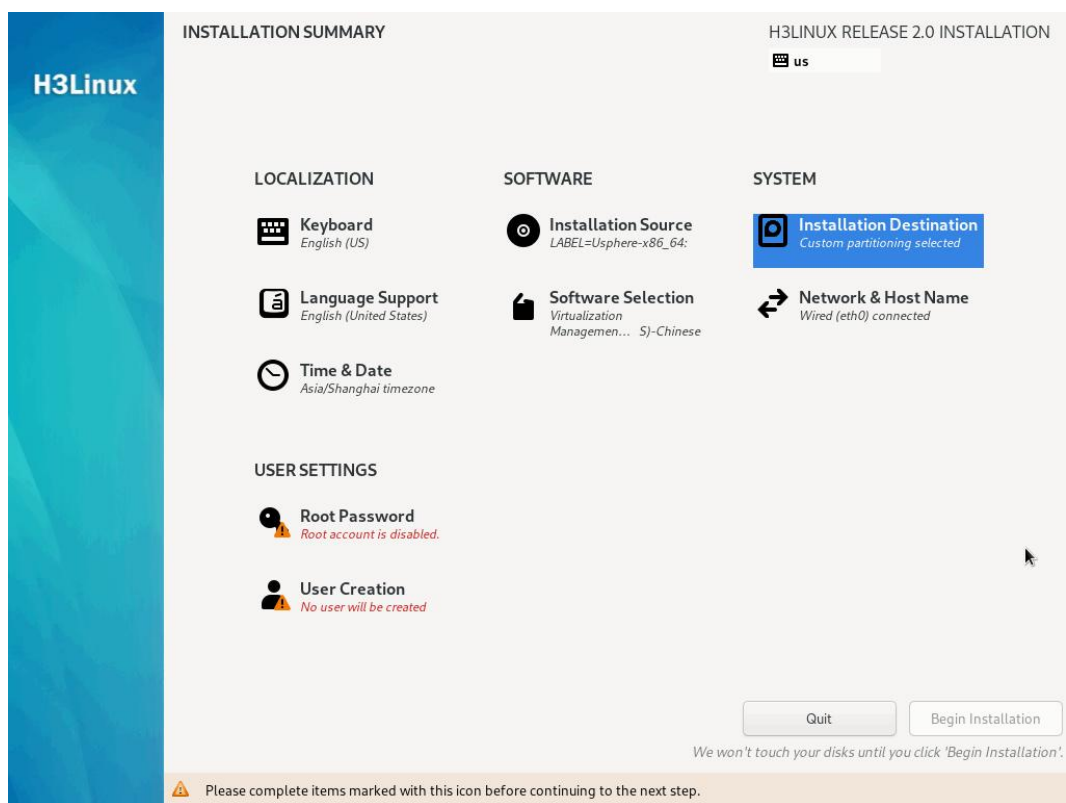 INSTALLATION SUMMARY
H3LINUX RELEASE 2.0 INSTALLATION
us
H3Linux
LOCALIZATION
Keyboard
English (US)
Language Support
English (United States)
Time & Date
Asia/Shanghai timezone
SOFTWARE
Installation Source
LABEL=Usphere-x86_64:
Software Selection
Virtualization
Managemen... S)-Chinese
SYSTEM
Installation Destination
Custom partitioning selected
Network & Host Name
Wired (eth0) connected
USER SETTINGS
Root Password
Root account is disabled.
User Creation
No user will be created
Quit
Begin Installation
We won't touch your disks until you click 'Begin Installation'.
Please complete items marked with this icon before continuing to the next step.